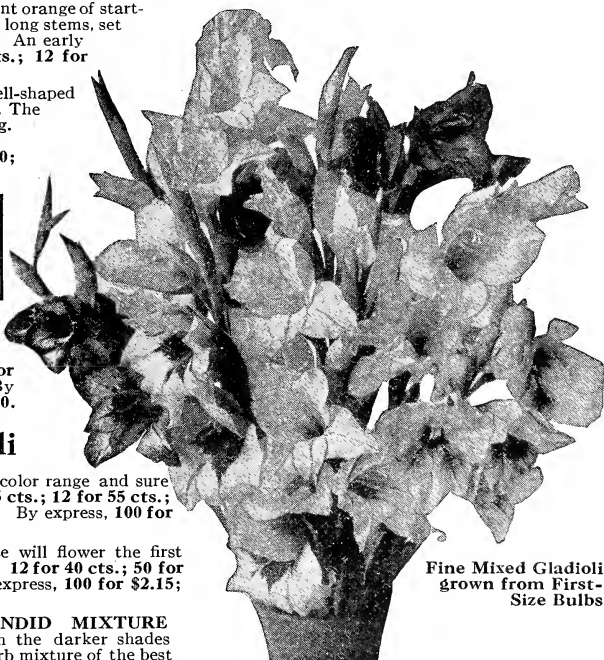 nt orange of start-
long stems, set
An early
ts.; 12 for
ell-shaped
. The
g.
0;
or
By
0.
li
color range and sure
5 cts.; 12 for 55 cts.;
By express, 100 for
se will flower the first
12 for 40 cts.; 50 for
express, 100 for $2.15;
NDID MIXTURE
n the darker shades
rb mixture of the best
Fine Mixed Gladioli
grown from First-
Size Bulbs